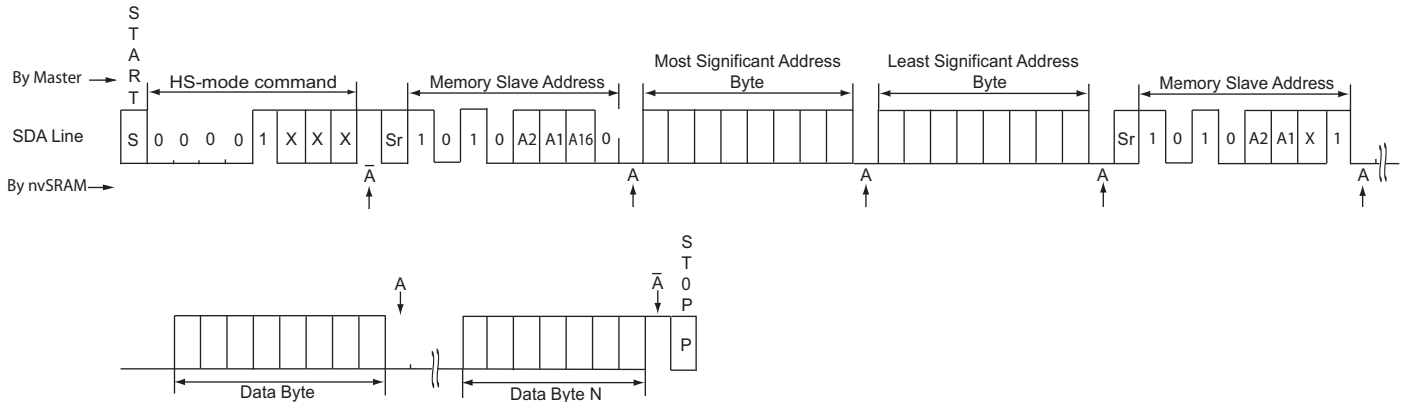 START
By Master
HS-mode command
Memory Slave Address
Most Significant Address Byte
Least Significant Address Byte
Memory Slave Address
SDA Line
S 0 0 0 0 1 X X X Sr 1 0 1 0 A2 A1 A16 0 Sr 1 0 1 0 A2 A1 X 1
By nvSRAM
A̅ A A A A
A A̅
ST0P
P
Data Byte
Data Byte N